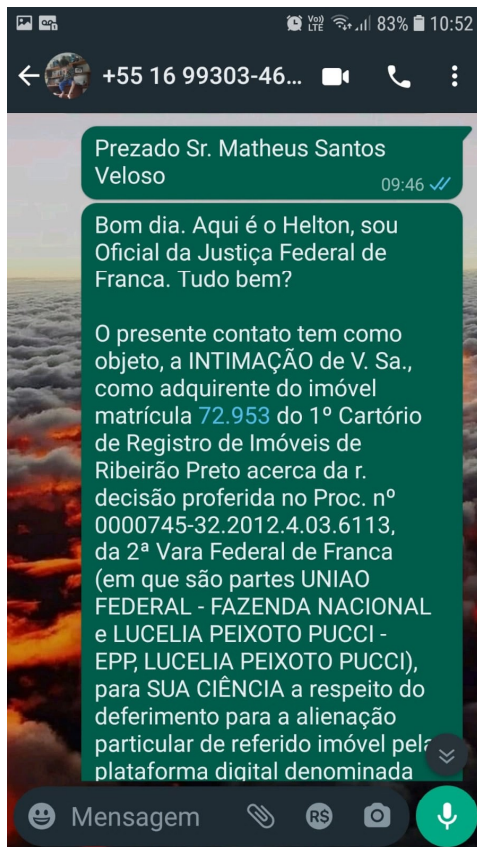 Voo) LTE 83% 10:52
+55 16 99303-46...
Prezado Sr. Matheus Santos
Veloso
09:46
Bom dia. Aqui é o Helton, sou
Oficial da Justiça Federal de
Franca. Tudo bem?
O presente contato tem como
objeto, a INTIMAÇÃO de V. Sa.,
como adquirente do imóvel
matrícula 72.953 do 1º Cartório
de Registro de Imóveis de
Ribeirão Preto acerca da r.
decisão proferida no Proc. nº
0000745-32.2012.4.03.6113,
da 2ª Vara Federal de Franca
(em que são partes UNIAO
FEDERAL - FAZENDA NACIONAL
e LUCELIA PEIXOTO PUCCI -
EPP, LUCELIA PEIXOTO PUCCI),
para SUA CIÊNCIA a respeito do
deferimento para a alienação
particular de referido imóvel pela
plataforma digital denominada
Mensagem
R$